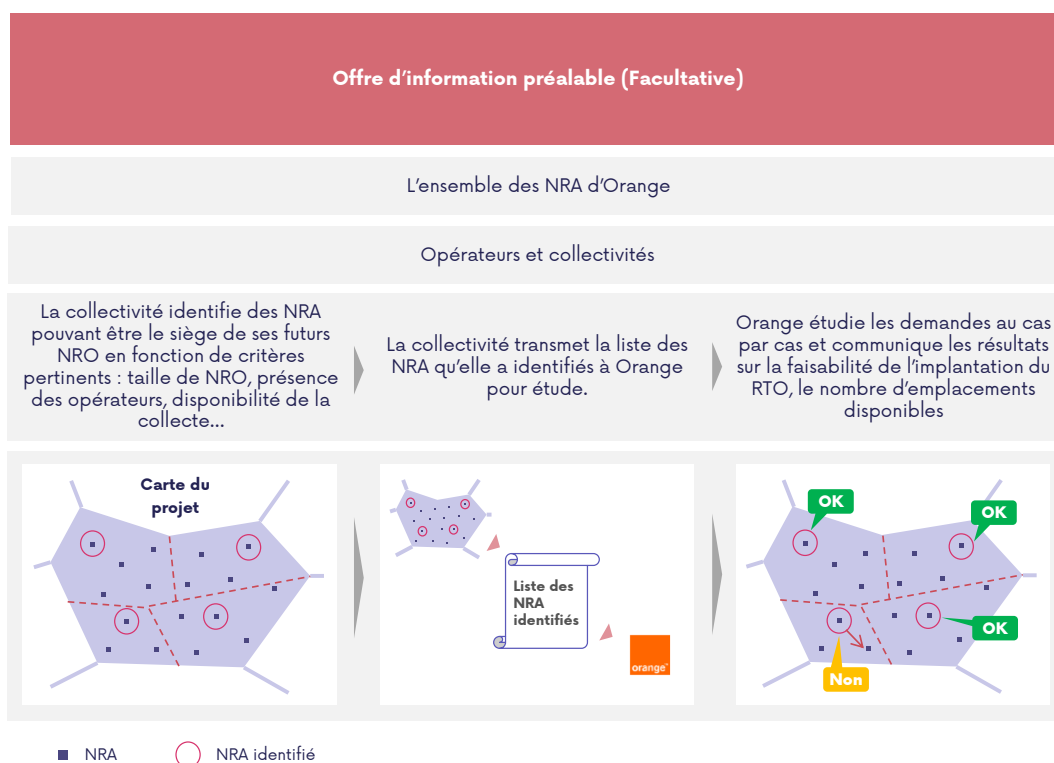 Offre d'information préalable (Facultative)
L'ensemble des NRA d'Orange
Opérateurs et collectivités
La collectivité identifie des NRA
pouvant être le siège de ses futurs
NRO en fonction de critères
pertinents : taille de NRO, présence
des opérateurs, disponibilité de la
collecte...
La collectivité transmet la liste des
NRA qu'elle a identifiés à Orange
pour étude.
Orange étudie les demandes au cas
par cas et communique les résultats
sur la faisabilité de l'implantation du
RTO, le nombre d'emplacements
disponibles
Carte du
projet
Liste des
NRA
identifiés
orange™
OK
OK
OK
Non
NRA
NRA identifié